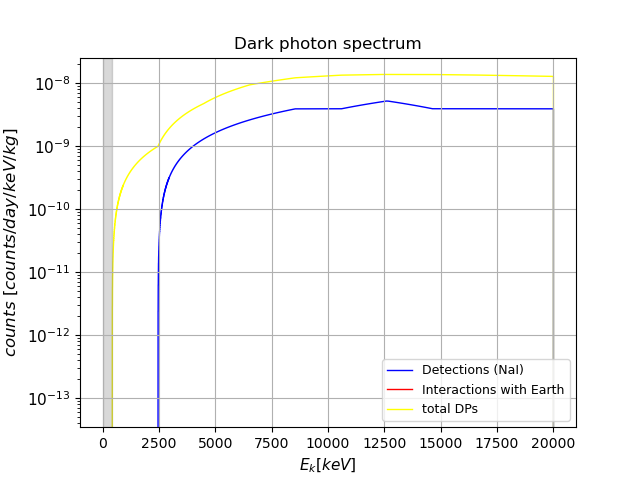 Dark photon spectrum
counts [counts/day/keV/kg]
10⁻⁸
10⁻⁹
10⁻¹⁰
10⁻¹¹
10⁻¹²
10⁻¹³
Detections (NaI)
Interactions with Earth
total DPs
0 2500 5000 7500 10000 12500 15000 17500 20000
Eₖ[keV]